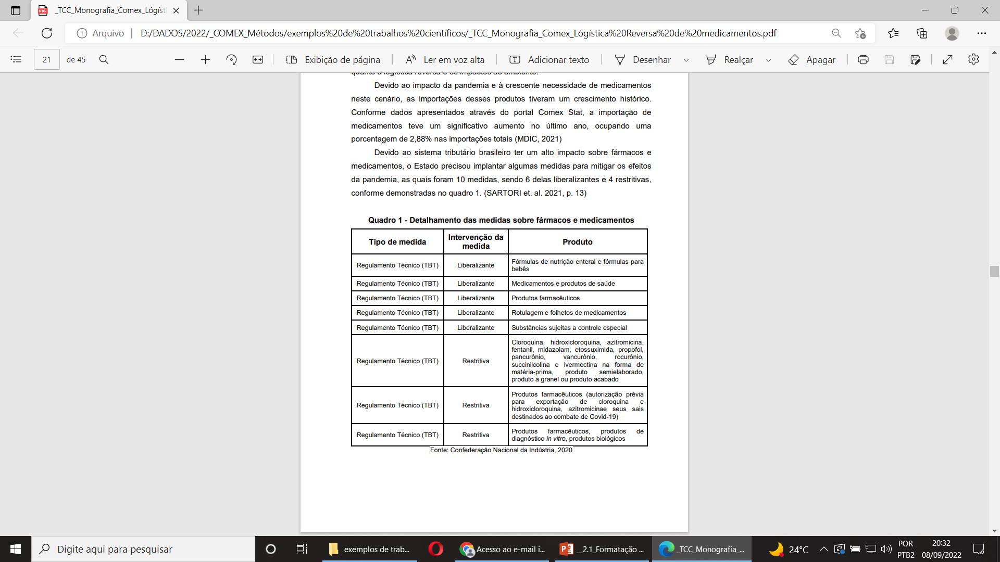 _TCC_Monografia_Comex_Lógísti
Arquivo
D:/DADOS/2022/_COMEX_Métodos/exemplos%20de%20trabalhos%20científicos/_TCC_Monografia_Comex_Lógística%20Reversa%20de%20medicamentos.pdf
21 de 45
Exibição de página
Ler em voz alta
Adicionar texto
Desenhar
Realçar
Apagar
quanto à logística reversa e os impactos ao ambiente.
Devido ao impacto da pandemia e à crescente necessidade de medicamentos
neste cenário, as importações desses produtos tiveram um crescimento histórico.
Conforme dados apresentados através do portal Comex Stat, a importação de
medicamentos teve um significativo aumento no último ano, ocupando uma
porcentagem de 2,88% nas importações totais (MDIC, 2021)
Devido ao sistema tributário brasileiro ter um alto impacto sobre fármacos e
medicamentos, o Estado precisou implantar algumas medidas para mitigar os efeitos
da pandemia, as quais foram 10 medidas, sendo 6 delas liberalizantes e 4 restritivas,
conforme demonstradas no quadro 1. (SARTORI et. al. 2021, p. 13)
Quadro 1 - Detalhamento das medidas sobre fármacos e medicamentos
Tipo de medida
Intervenção da
medida
Produto
Regulamento Técnico (TBT)
Liberalizante
Fórmulas de nutrição enteral e fórmulas para
bebês
Regulamento Técnico (TBT)
Liberalizante
Medicamentos e produtos de saúde
Regulamento Técnico (TBT)
Liberalizante
Produtos farmacêuticos
Regulamento Técnico (TBT)
Liberalizante
Rotulagem e folhetos de medicamentos
Regulamento Técnico (TBT)
Liberalizante
Substâncias sujeitas a controle especial
Regulamento Técnico (TBT)
Restritiva
Cloroquina, hidroxicloroquina, azitromicina,
fentanil, midazolam, etossuximida, propofol,
pancurônio, vancurônio, rocurônio,
succinilcolina e ivermectina na forma de
matéria-prima, produto semielaborado,
produto a granel ou produto acabado
Regulamento Técnico (TBT)
Restritiva
Produtos farmacêuticos (autorização prévia
para exportação de cloroquina e
hidroxicloroquina, azitromicinae seus sais
destinados ao combate de Covid-19)
Regulamento Técnico (TBT)
Restritiva
Produtos farmacêuticos, produtos de
diagnóstico in vitro, produtos biológicos
Fonte: Confederação Nacional da Indústria, 2020
Digite aqui para pesquisar
exemplos de trab...
Acesso ao e-mail i...
__2.1_Formatação ...
_TCC_Monografia_...
24°C
POR
PTB2
20:32
08/09/2022